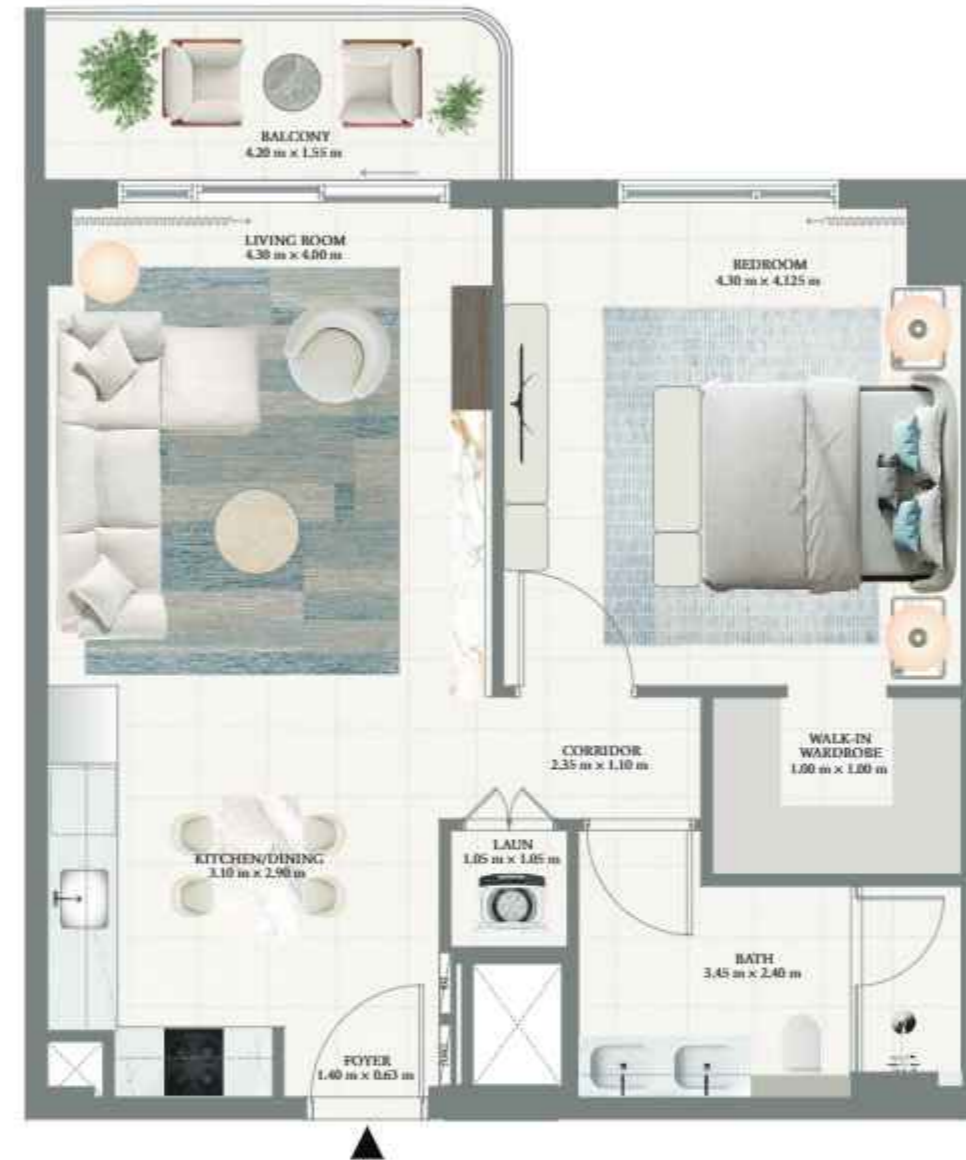 BALCONY
4.20 m × 1.55 m
LIVING ROOM
4.30 m × 4.00 m
BEDROOM
4.30 m × 4.125 m
CORRIDOR
2.35 m × 1.10 m
WALK-IN
WARDROBE
1.00 m × 1.00 m
LAUN
1.05 m × 1.05 m
KITCHEN/DINING
3.10 m × 2.90 m
BATH
3.45 m × 2.40 m
FOYER
1.40 m × 0.63 m